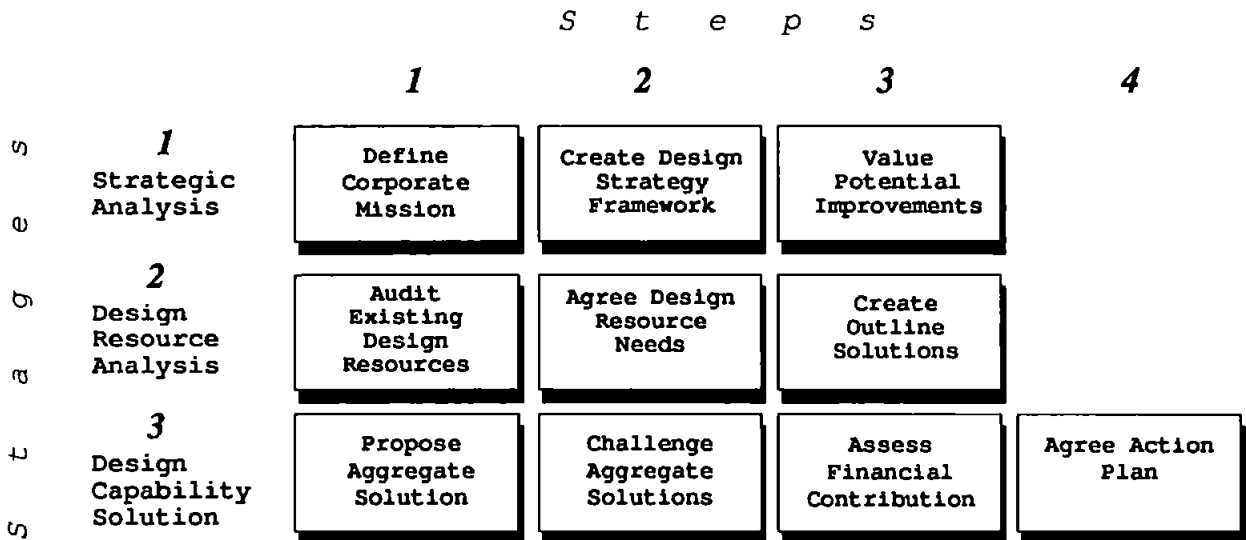 S t e p s
1 2 3 4
S t a g e s
1
Strategic
Analysis
Define
Corporate
Mission
Create Design
Strategy
Framework
Value
Potential
Improvements
2
Design
Resource
Analysis
Audit
Existing
Design
Resources
Agree Design
Resource
Needs
Create
Outline
Solutions
3
Design
Capability
Solution
Propose
Aggregate
Solution
Challenge
Aggregate
Solutions
Assess
Financial
Contribution
Agree Action
Plan